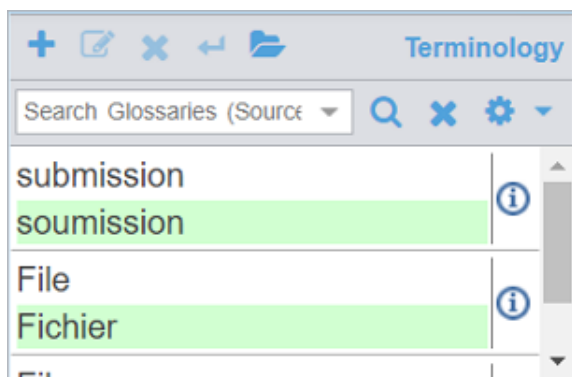 Terminology
Search Glossaries (Source
submission
soumission
File
Fichier